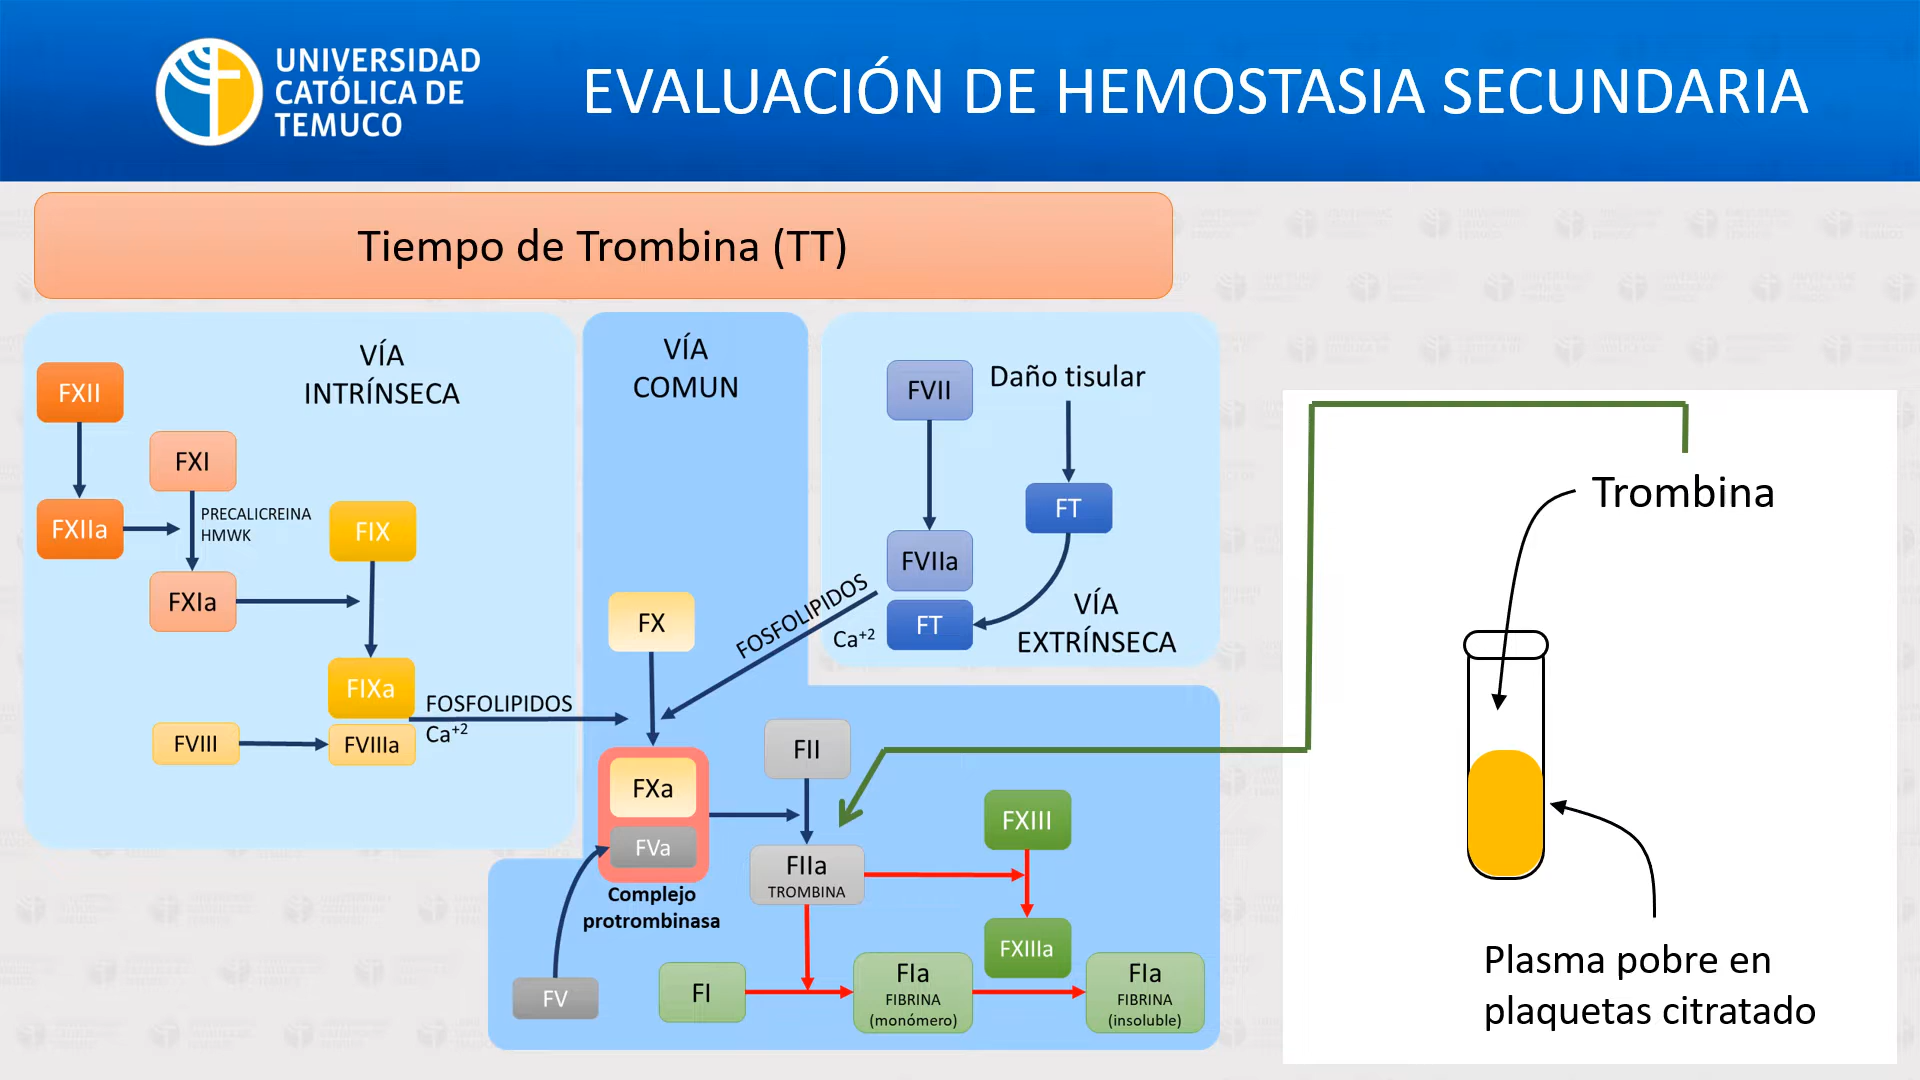 UNIVERSIDAD
CATÓLICA DE
TEMUCO
EVALUACIÓN DE HEMOSTASIA SECUNDARIA
Tiempo de Trombina (TT)
VÍA
INTRÍNSECA
FXII
FXI
FXIIa
PRECALICREINA
HMWK
FIX
FXIa
FIXa
FOSFOLIPIDOS
Ca+2
FVIII
FVIIIa
VÍA
COMUN
FX
FXa
FVa
Complejo
protrombinasa
FV
FVII
Daño tisular
FT
FVIIa
FT
VÍA
EXTRÍNSECA
FOSFOLIPIDOS
Ca+2
FII
FIIa
TROMBINA
FXIII
FXIIIa
FI
FIa
FIBRINA
(monómero)
FIa
FIBRINA
(insoluble)
Trombina
Plasma pobre en
plaquetas citratado